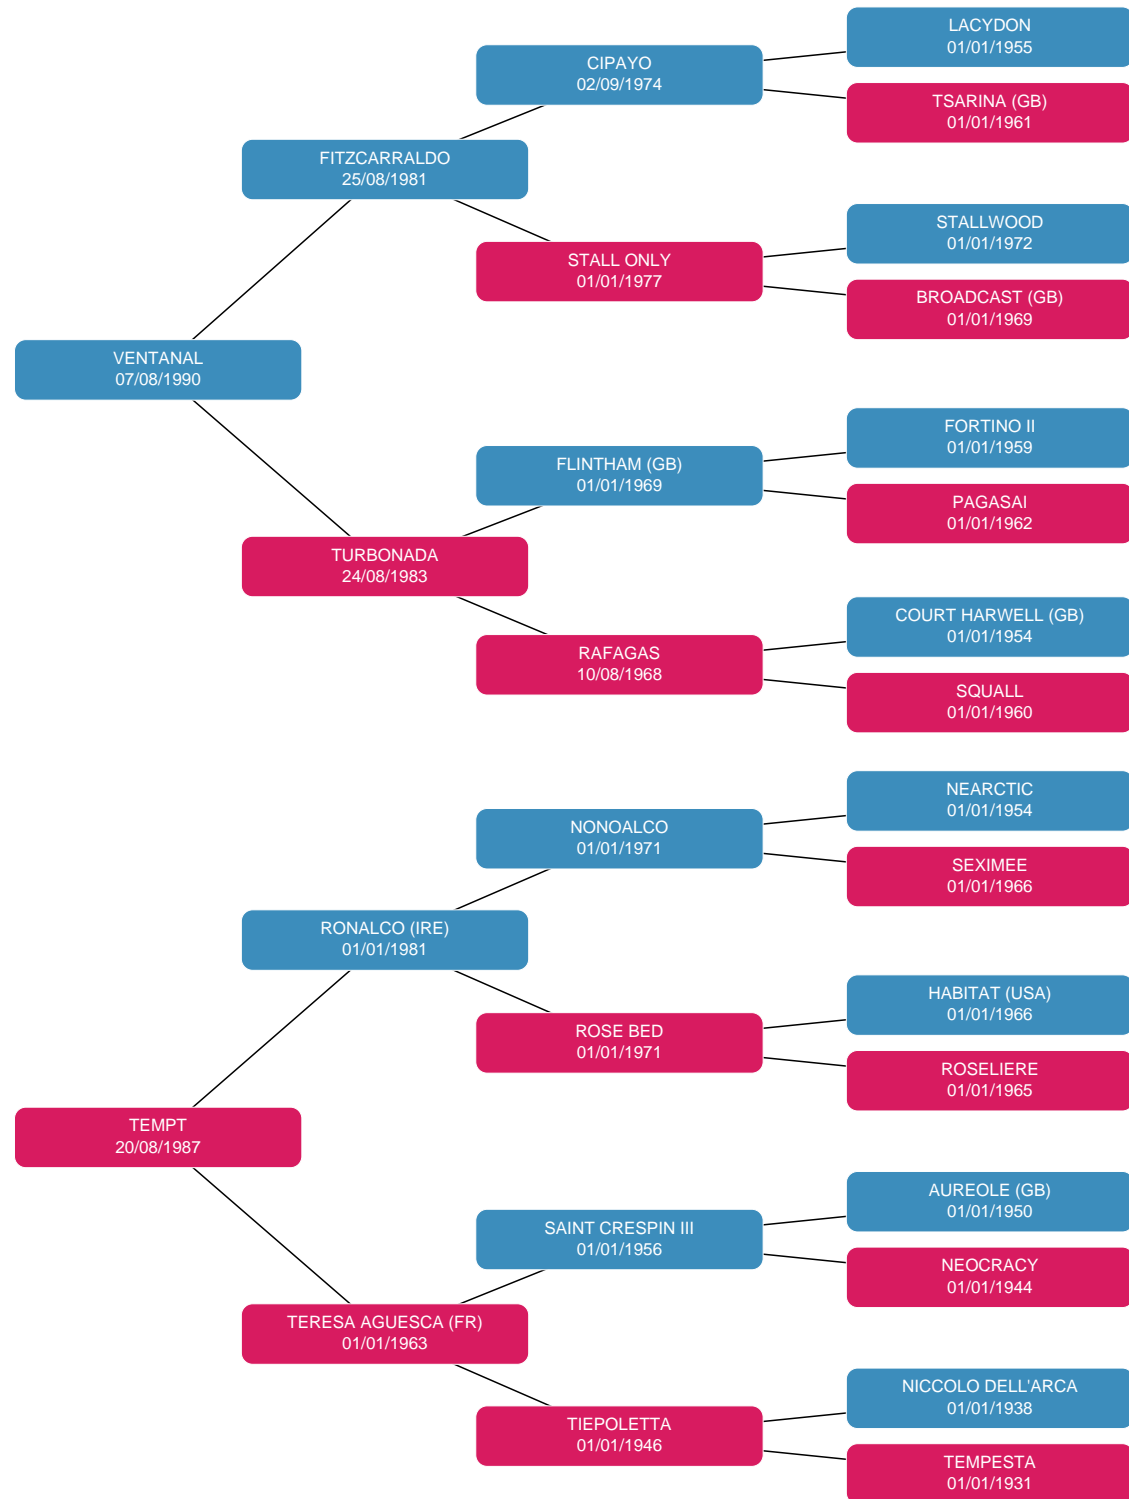 LACYDON
01/01/1955
CIPAYO
02/09/1974
TSARINA (GB)
01/01/1961
FITZCARRALDO
25/08/1981
STALLWOOD
01/01/1972
STALL ONLY
01/01/1977
BROADCAST (GB)
01/01/1969
VENTANAL
07/08/1990
FORTINO II
01/01/1959
FLINTHAM (GB)
01/01/1969
PAGASAI
01/01/1962
TURBONADA
24/08/1983
COURT HARWELL (GB)
01/01/1954
RAFAGAS
10/08/1968
SQUALL
01/01/1960
NEARCTIC
01/01/1954
NONOALCO
01/01/1971
SEXIMEE
01/01/1966
RONALCO (IRE)
01/01/1981
HABITAT (USA)
01/01/1966
ROSE BED
01/01/1971
ROSELIERE
01/01/1965
TEMPT
20/08/1987
AUREOLE (GB)
01/01/1950
SAINT CRESPIN III
01/01/1956
NEOCRACY
01/01/1944
TERESA AGUESCA (FR)
01/01/1963
NICCOLO DELL'ARCA
01/01/1938
TIEPOLETTA
01/01/1946
TEMPESTA
01/01/1931